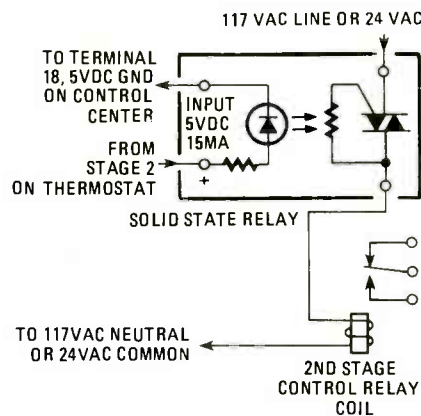 117 VAC LINE OR 24 VAC
TO TERMINAL
18, 5VDC GND
ON CONTROL
CENTER
INPUT
5VDC
15MA
FROM
STAGE 2
ON THERMOSTAT
+
SOLID STATE RELAY
TO 117VAC NEUTRAL
OR 24VAC COMMON
2ND STAGE
CONTROL RELAY
COIL